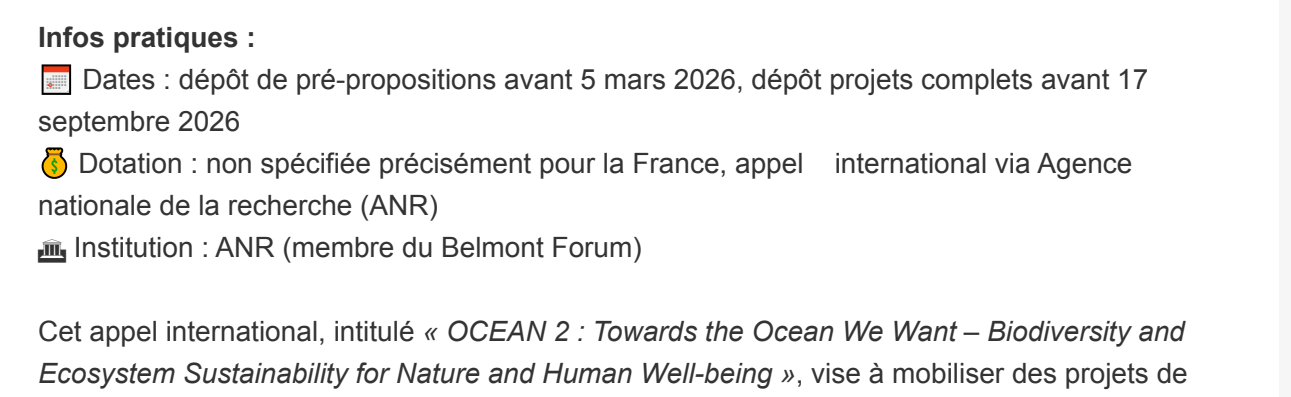 Infos pratiques :
📅 Dates : dépôt de pré-propositions avant 5 mars 2026, dépôt projets complets avant 17
septembre 2026
💰 Dotation : non spécifiée précisément pour la France, appel international via Agence
nationale de la recherche (ANR)
🏛 Institution : ANR (membre du Belmont Forum)
Cet appel international, intitulé « OCEAN 2 : Towards the Ocean We Want – Biodiversity and
Ecosystem Sustainability for Nature and Human Well-being », vise à mobiliser des projets de